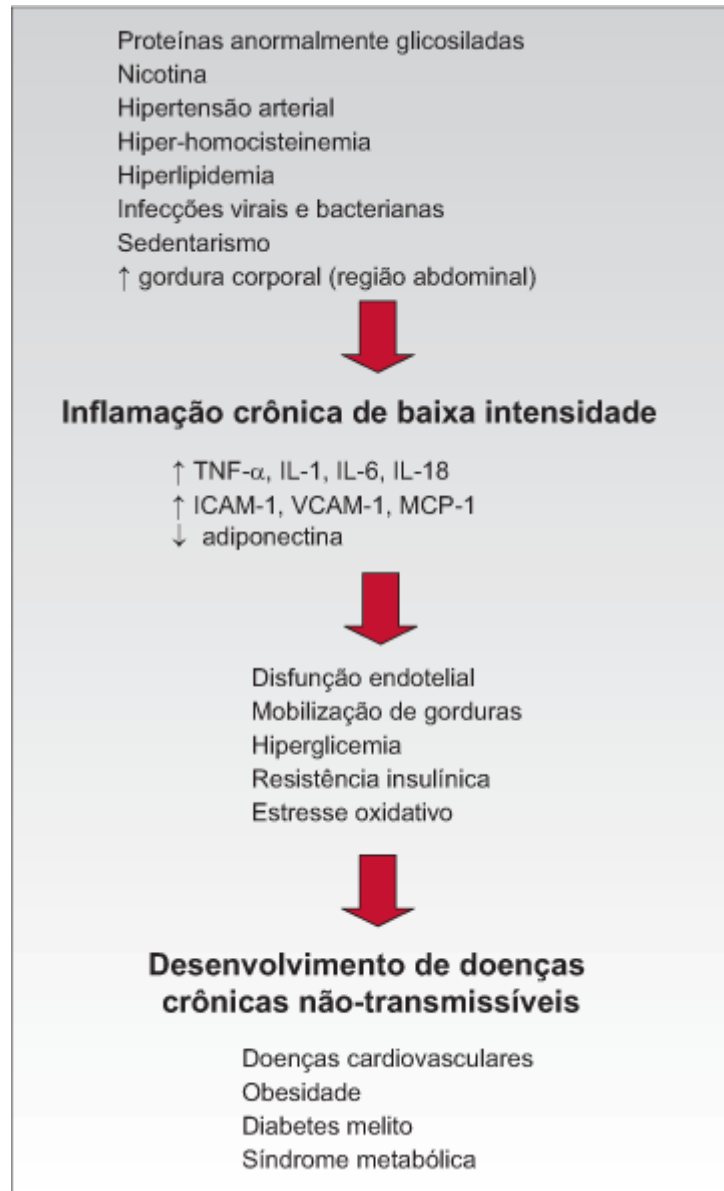 Proteínas anormalmente glicosiladas
Nicotina
Hipertensão arterial
Hiper-homocisteinemia
Hiperlipidemia
Infecções virais e bacterianas
Sedentarismo
↑ gordura corporal (região abdominal)
Inflamação crônica de baixa intensidade
↑ TNF-α, IL-1, IL-6, IL-18
↑ ICAM-1, VCAM-1, MCP-1
↓ adiponectina
Disfunção endotelial
Mobilização de gorduras
Hiperglicemia
Resistência insulínica
Estresse oxidativo
Desenvolvimento de doenças
crônicas não-transmissíveis
Doenças cardiovasculares
Obesidade
Diabetes melito
Síndrome metabólica